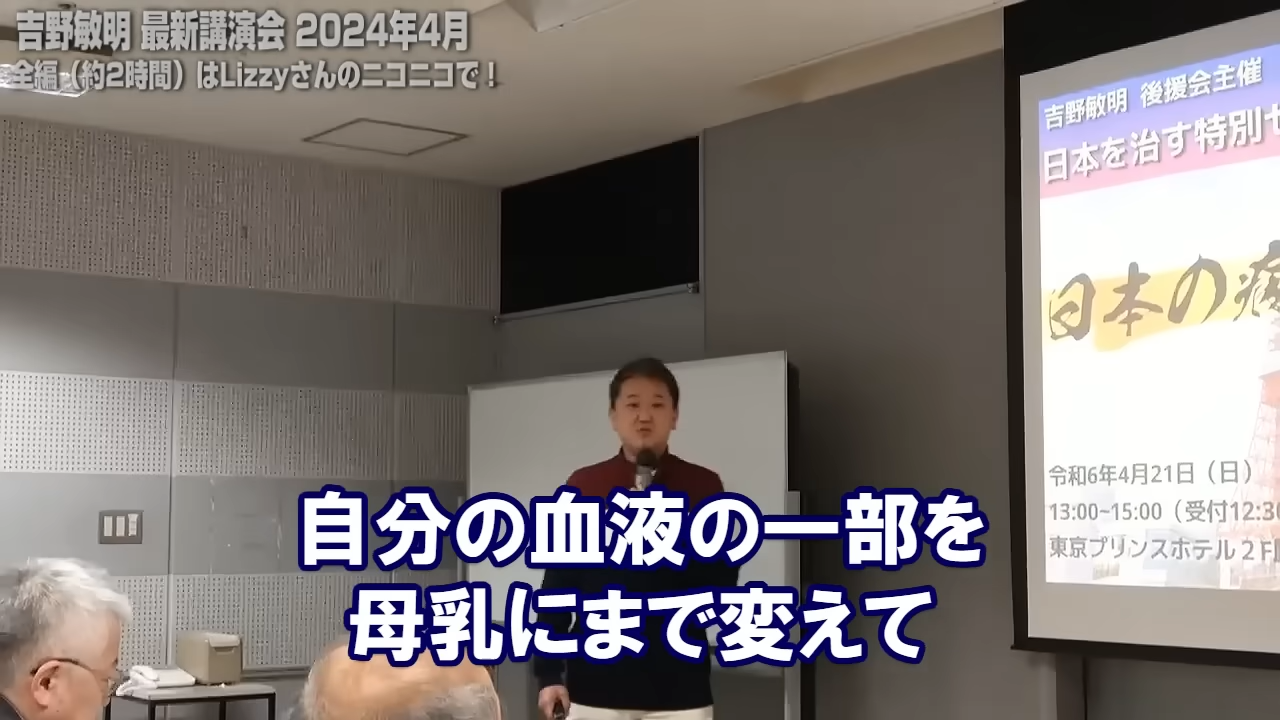 吉野敏明 最新講演会 2024年4月
全編（約2時間）はLizzyさんのニコニコで！
吉野敏明 後援会主催
日本を治す特別
日本の病
令和6年4月21日（日）
13:00~15:00（受付12:30
東京プリンスホテル2F
自分の血液の一部を
母乳にまで変えて